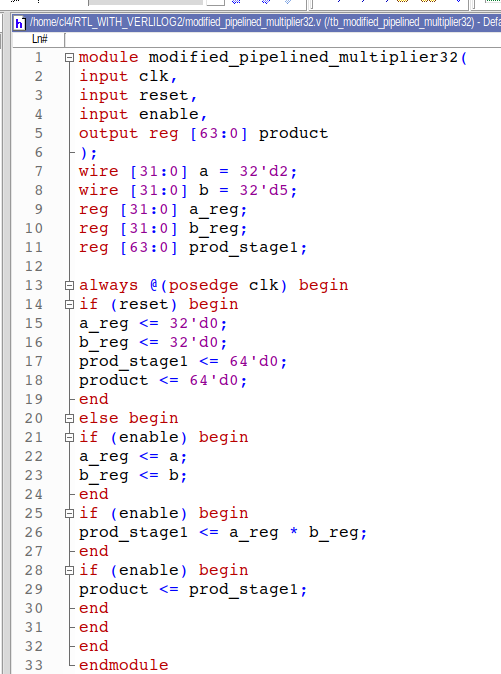 /home/cl4/RTL_WITH_VERLILOG2/modified_pipelined_multiplier32.v (/tb_modified_pipelined_multiplier32) - Defa
Ln#
1 module modified_pipelined_multiplier32(
2 input clk,
3 input reset,
4 input enable,
5 output reg [63:0] product
6 );
7 wire [31:0] a = 32'd2;
8 wire [31:0] b = 32'd5;
9 reg [31:0] a_reg;
10 reg [31:0] b_reg;
11 reg [63:0] prod_stage1;
12
13 always @(posedge clk) begin
14 if (reset) begin
15 a_reg <= 32'd0;
16 b_reg <= 32'd0;
17 prod_stage1 <= 64'd0;
18 product <= 64'd0;
19 end
20 else begin
21 if (enable) begin
22 a_reg <= a;
23 b_reg <= b;
24 end
25 if (enable) begin
26 prod_stage1 <= a_reg * b_reg;
27 end
28 if (enable) begin
29 product <= prod_stage1;
30 end
31 end
32 end
33 endmodule